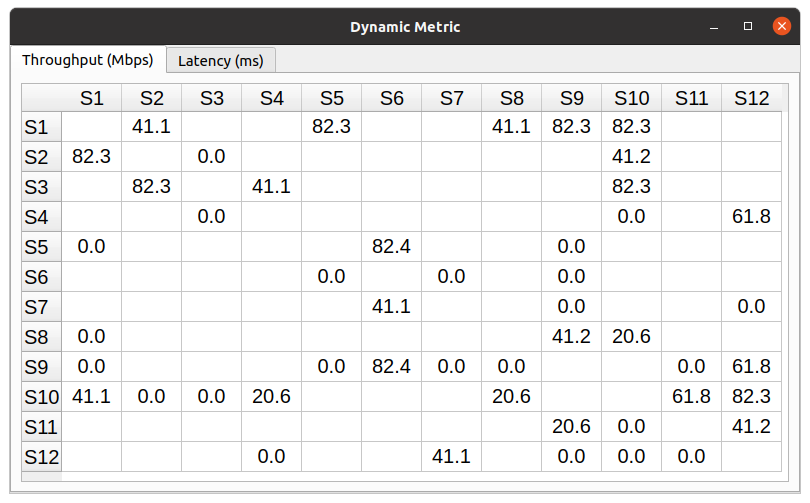 Dynamic Metric
Throughput (Mbps) Latency (ms)
S1 S2 S3 S4 S5 S6 S7 S8 S9 S10 S11 S12
S1 41.1 82.3 41.1 82.3 82.3
S2 82.3 0.0 41.2
S3 82.3 41.1 82.3
S4 0.0 0.0 61.8
S5 0.0 82.4 0.0
S6 0.0 0.0 0.0
S7 41.1 0.0 0.0
S8 0.0 41.2 20.6
S9 0.0 0.0 82.4 0.0 0.0 0.0 61.8
S10 41.1 0.0 0.0 20.6 20.6 61.8 82.3
S11 20.6 0.0 41.2
S12 0.0 41.1 0.0 0.0 0.0